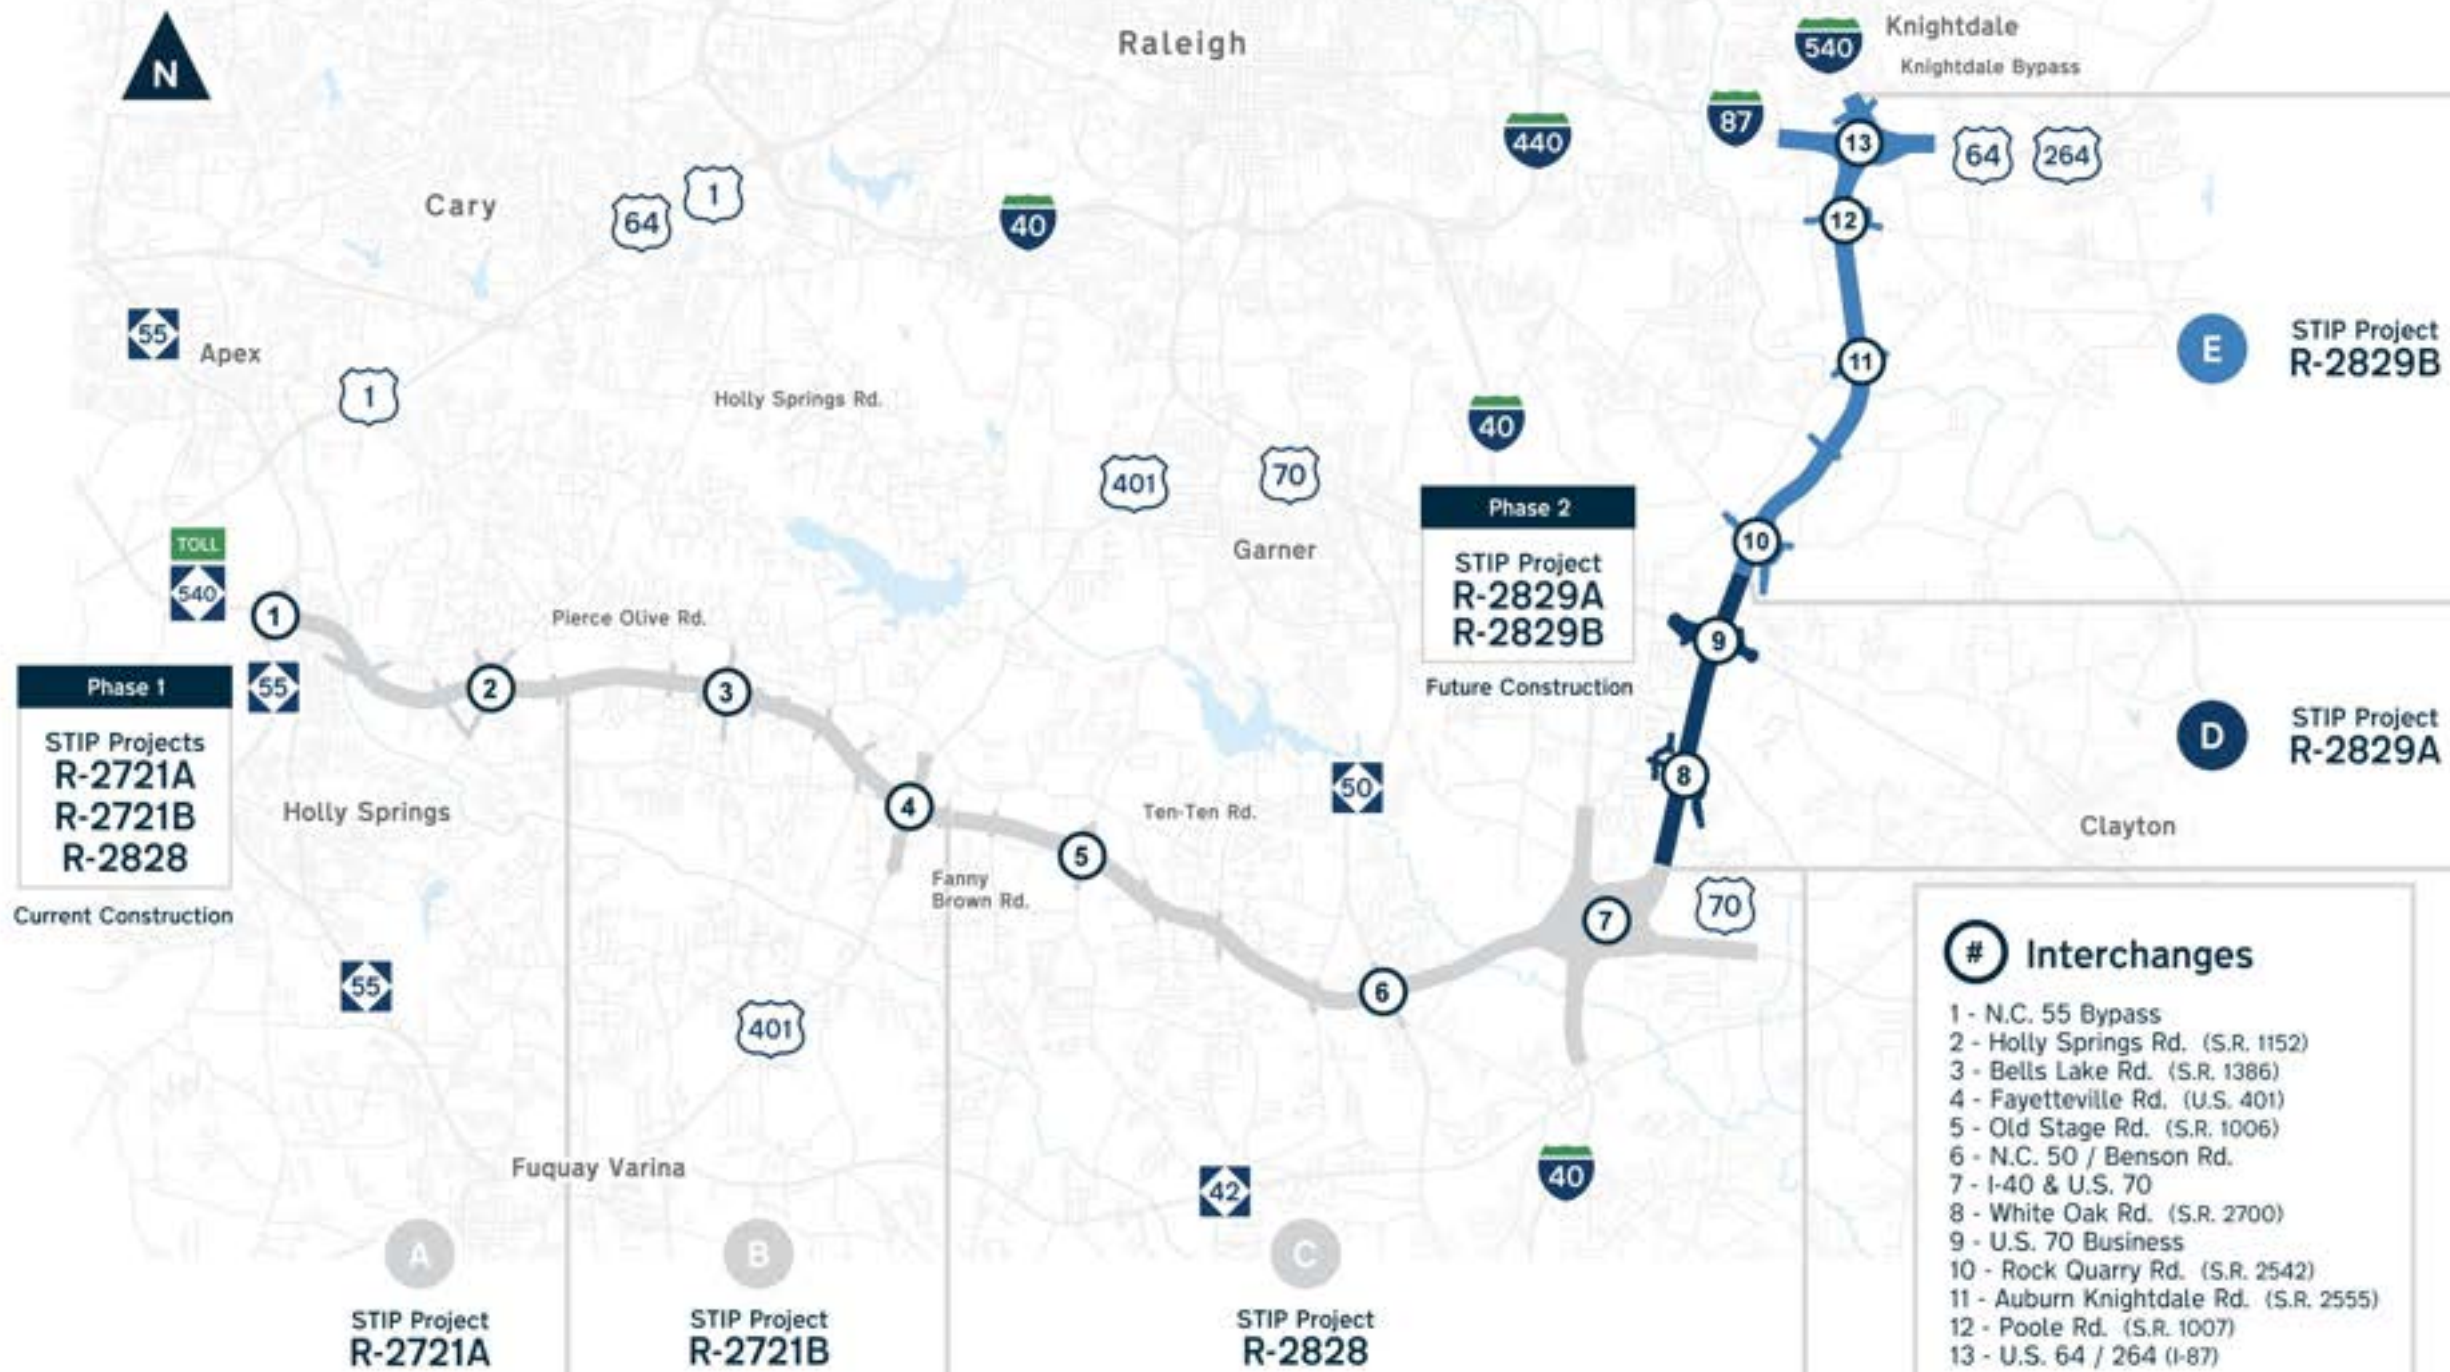 N
Raleigh
540
Knightdale
Knightdale Bypass
87
440
13
64
264
Cary
64
1
40
12
55
Apex
1
Holly Springs Rd.
11
E
STIP Project
R-2829B
40
401
70
Garner
Phase 2
STIP Project
R-2829A
R-2829B
Future Construction
10
TOLL
540
1
Pierce Olive Rd.
9
Phase 1
STIP Projects
R-2721A
R-2721B
R-2828
Current Construction
55
2
3
Holly Springs
4
Ten-Ten Rd.
50
8
D
STIP Project
R-2829A
Clayton
5
Fanny
Brown Rd.
7
70
55
401
6
Fuquay Varina
42
40
# Interchanges
1 - N.C. 55 Bypass
2 - Holly Springs Rd. (S.R. 1152)
3 - Bells Lake Rd. (S.R. 1386)
4 - Fayetteville Rd. (U.S. 401)
5 - Old Stage Rd. (S.R. 1006)
6 - N.C. 50 / Benson Rd.
7 - I-40 & U.S. 70
8 - White Oak Rd. (S.R. 2700)
9 - U.S. 70 Business
10 - Rock Quarry Rd. (S.R. 2542)
11 - Auburn Knightdale Rd. (S.R. 2555)
12 - Poole Rd. (S.R. 1007)
13 - U.S. 64 / 264 (I-87)
A
STIP Project
R-2721A
B
STIP Project
R-2721B
C
STIP Project
R-2828